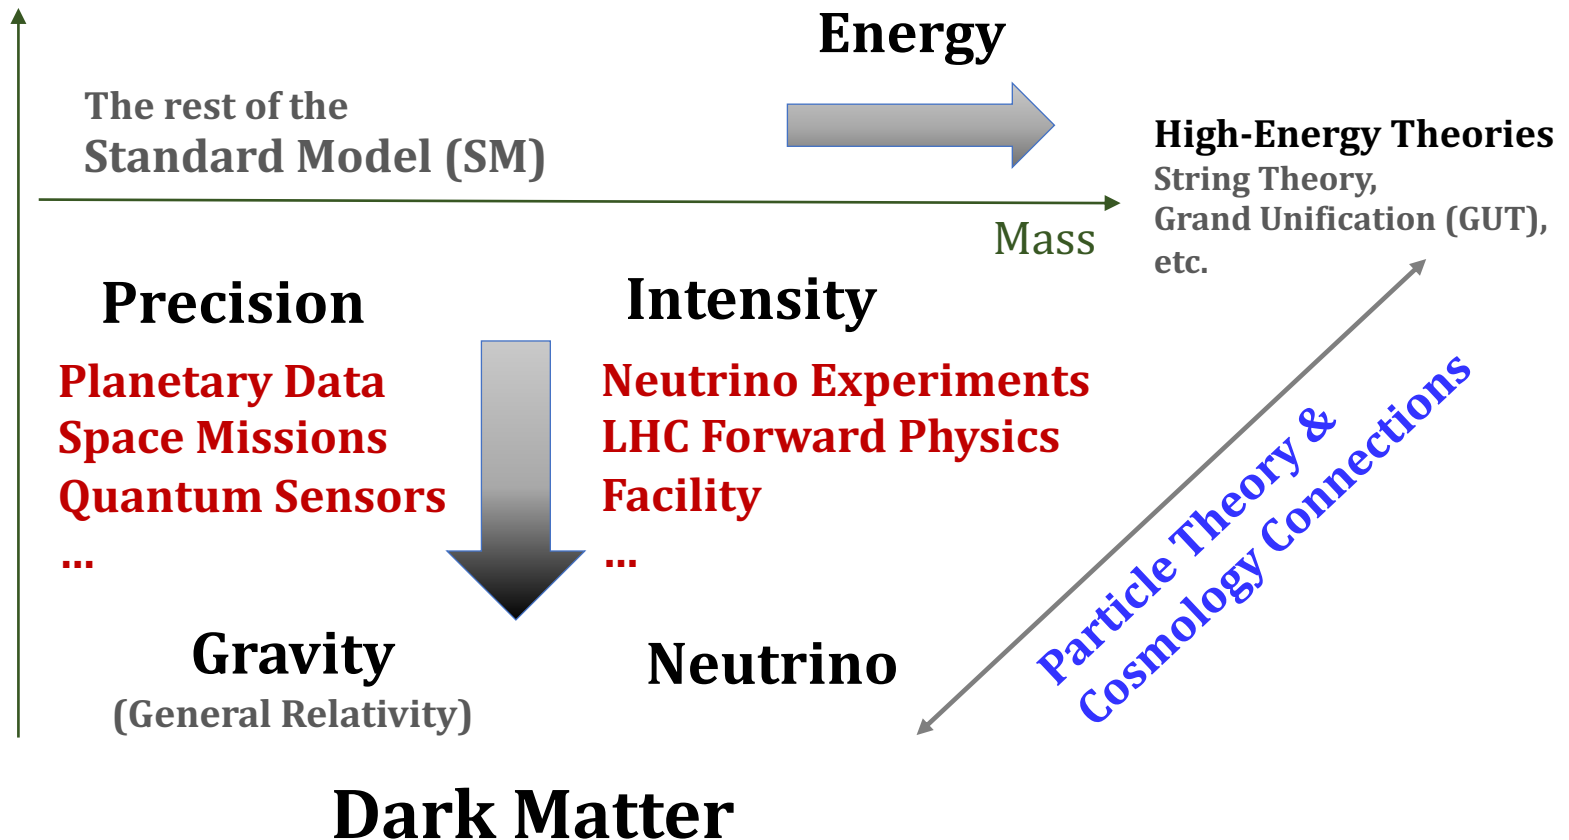 Energy
The rest of the
Standard Model (SM)
High-Energy Theories
String Theory,
Grand Unification (GUT),
etc.
Mass
Precision
Planetary Data
Space Missions
Quantum Sensors
...
Intensity
Neutrino Experiments
LHC Forward Physics
Facility
...
Particle Theory &
Cosmology Connections
Gravity
(General Relativity)
Neutrino
Dark Matter